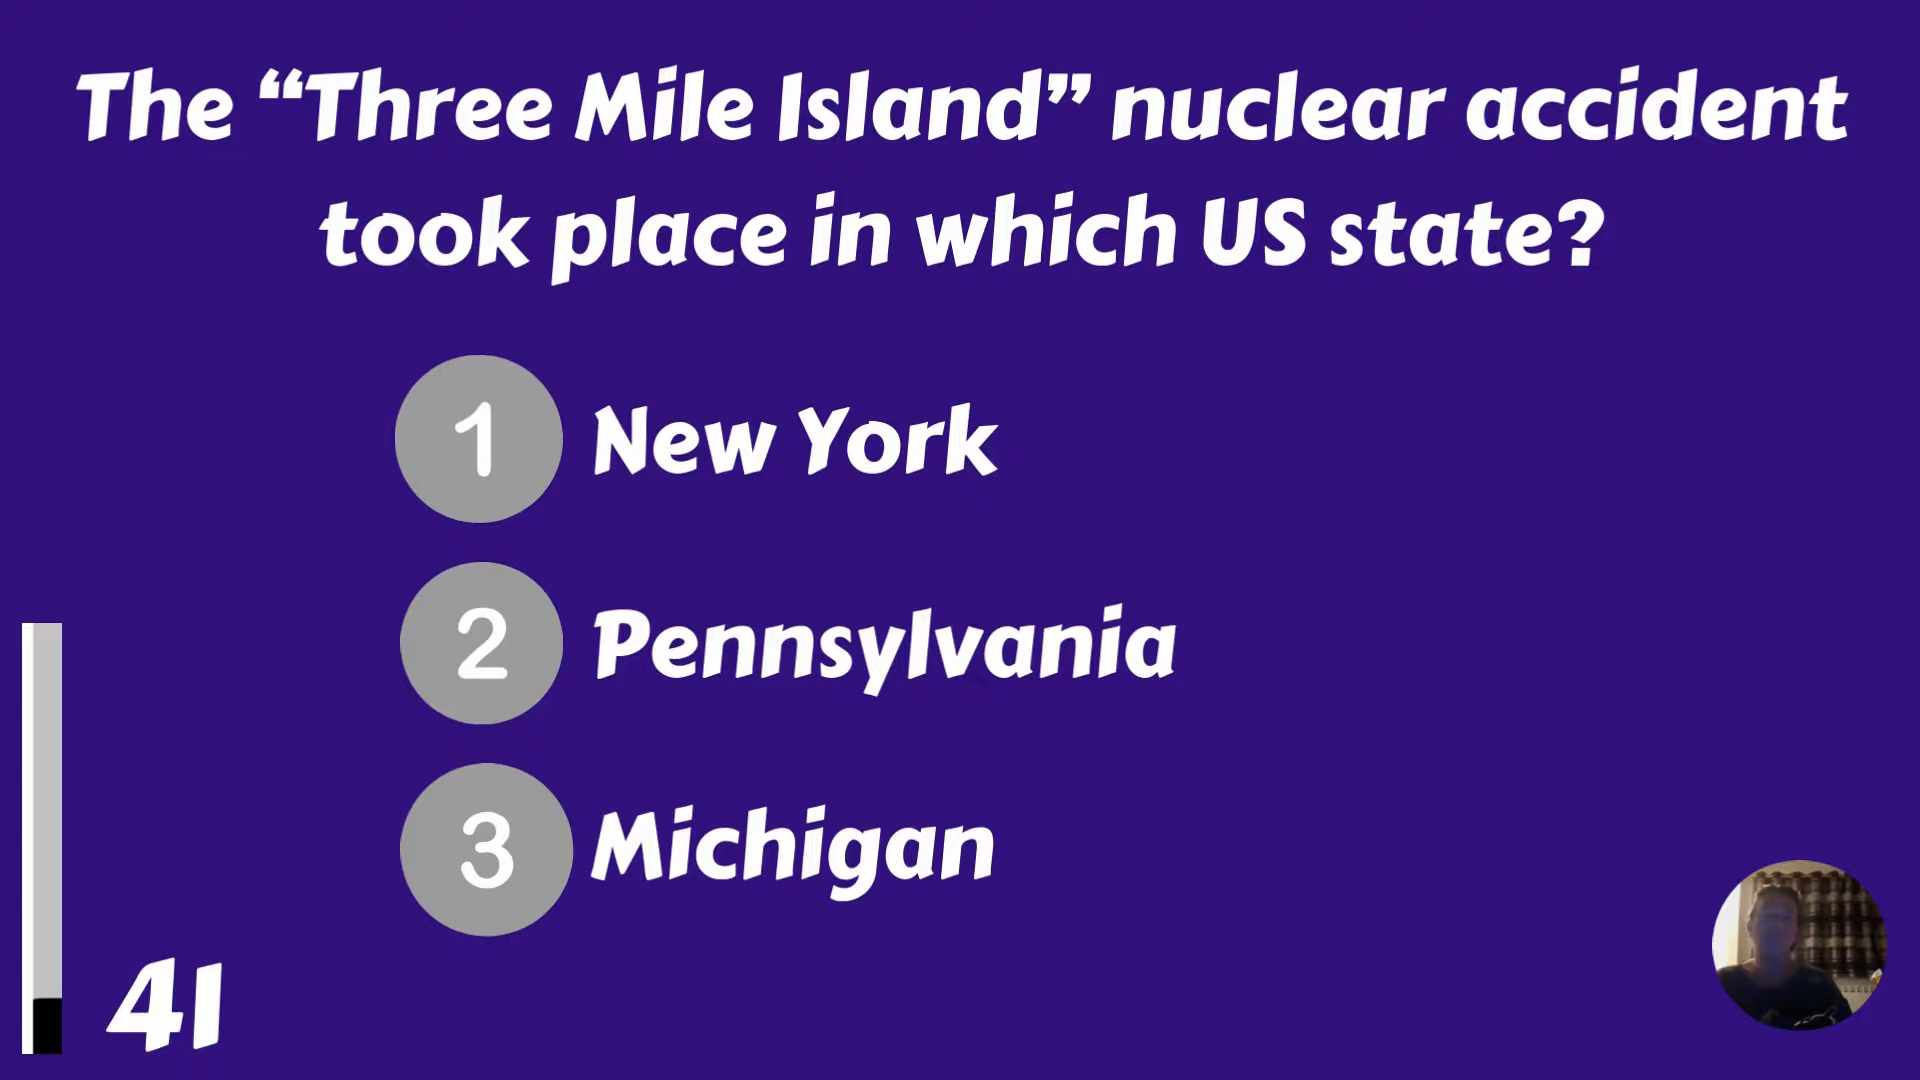 The “Three Mile Island” nuclear accident
took place in which US state?
1 New York
2 Pennsylvania
3 Michigan
41